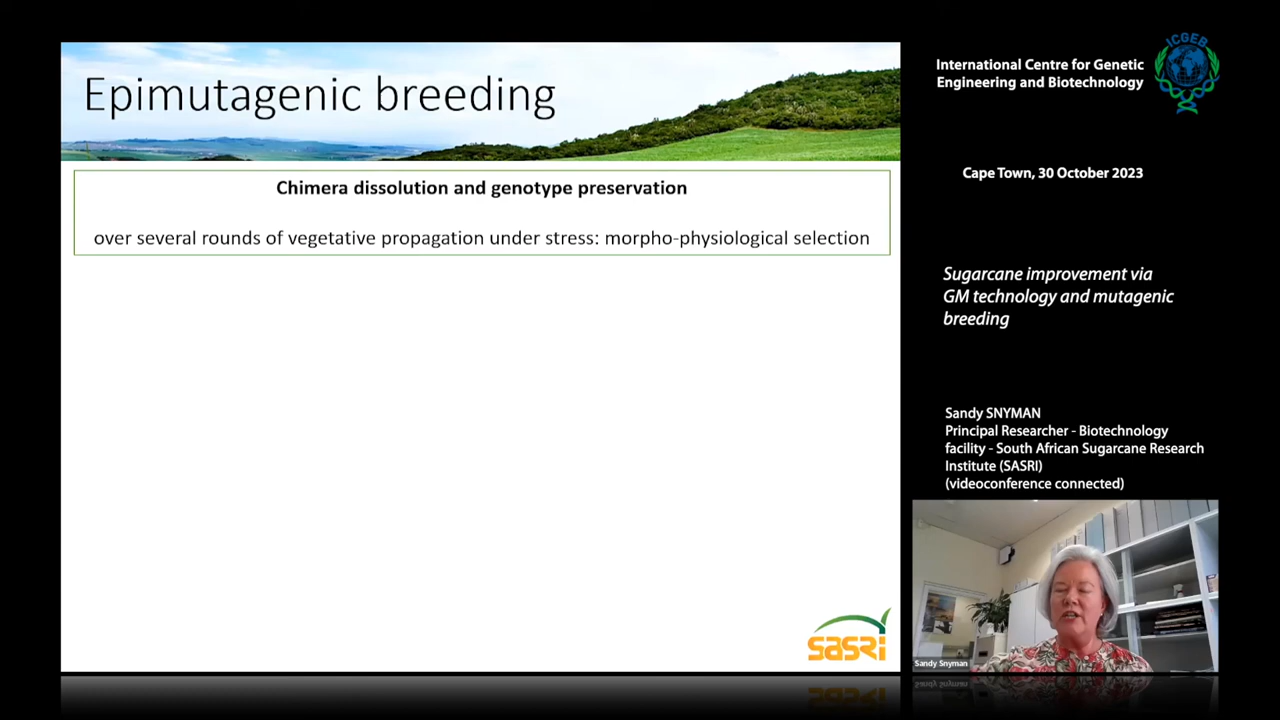 Epimutagenic breeding
Chimera dissolution and genotype preservation
over several rounds of vegetative propagation under stress: morpho-physiological selection
sasri
International Centre for Genetic
Engineering and Biotechnology
ICGEB
Cape Town, 30 October 2023
Sugarcane improvement via
GM technology and mutagenic
breeding
Sandy SNYMAN
Principal Researcher - Biotechnology
facility - South African Sugarcane Research
Institute (SASRI)
(videoconference connected)
Sandy Snyman